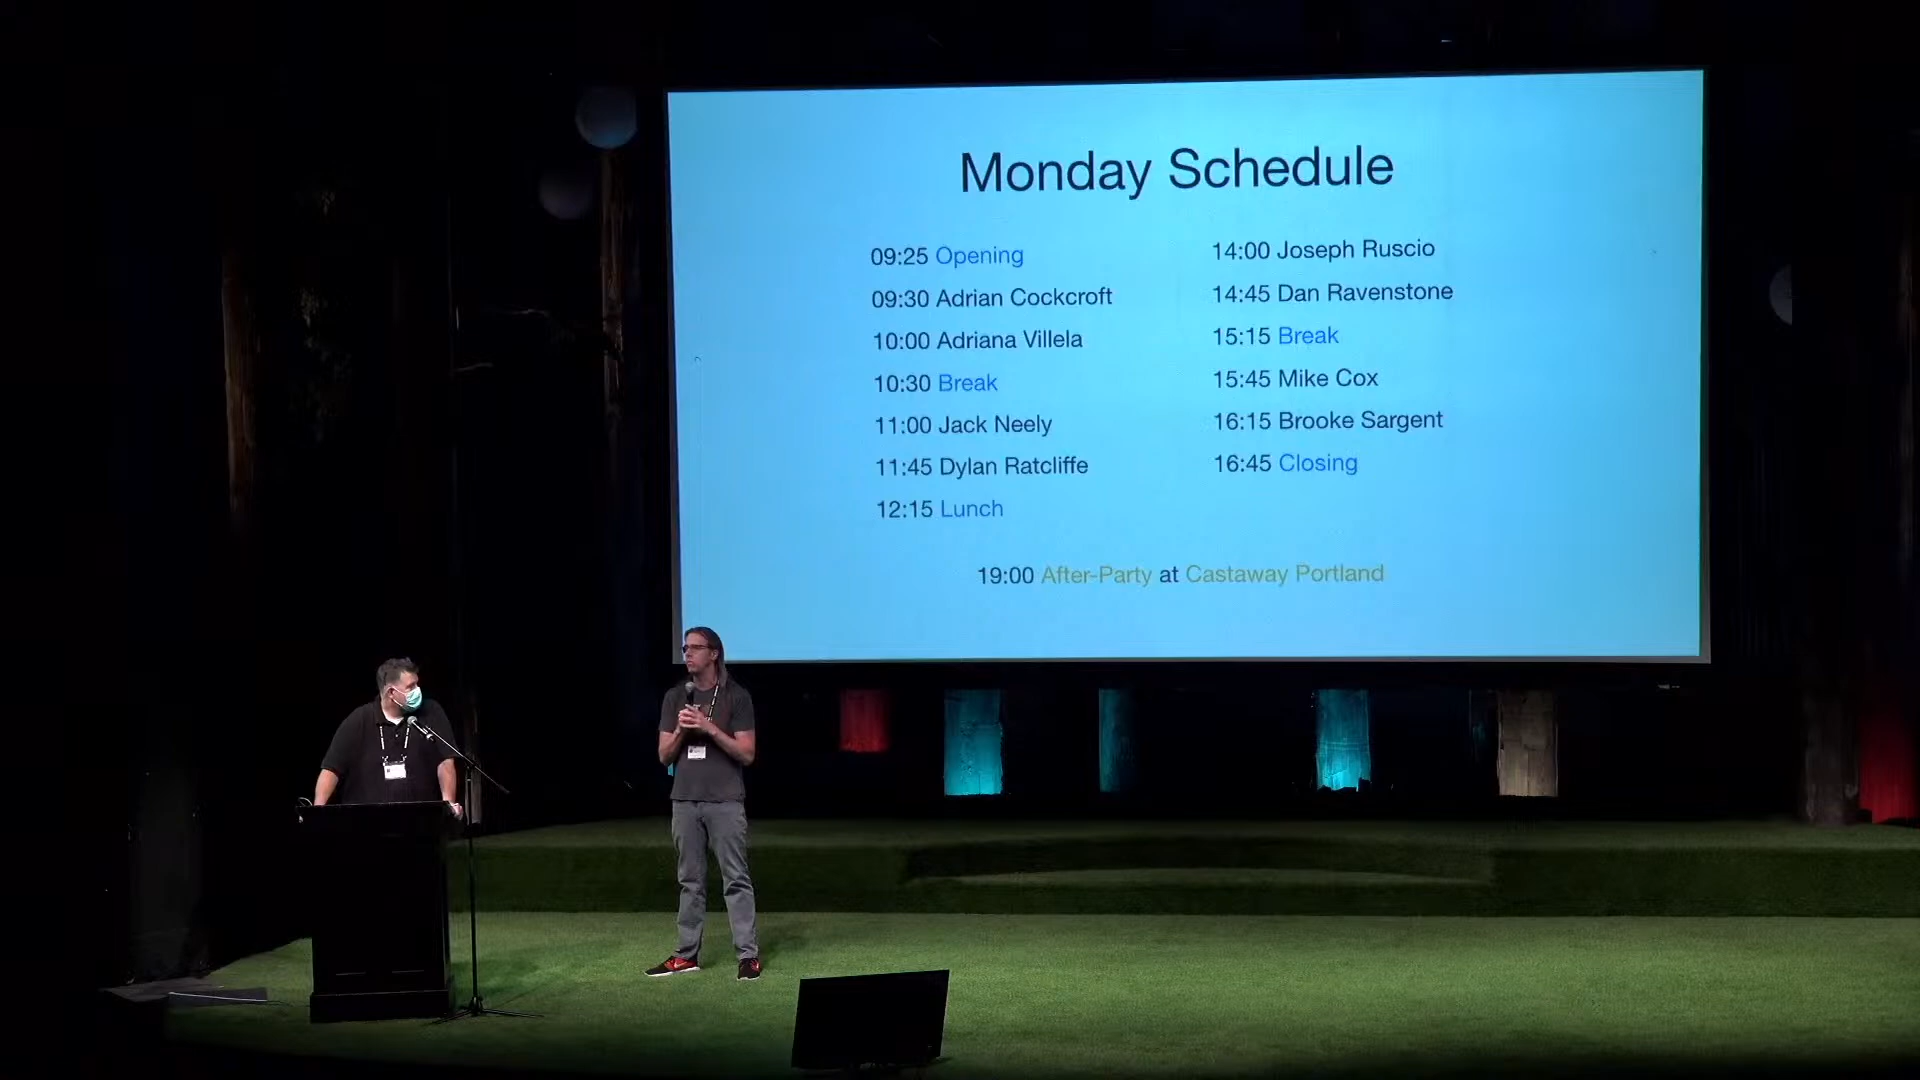 Monday Schedule
09:25 Opening
09:30 Adrian Cockcroft
10:00 Adriana Villela
10:30 Break
11:00 Jack Neely
11:45 Dylan Ratcliffe
12:15 Lunch
14:00 Joseph Ruscio
14:45 Dan Ravenstone
15:15 Break
15:45 Mike Cox
16:15 Brooke Sargent
16:45 Closing
19:00 After-Party at Castaway Portland